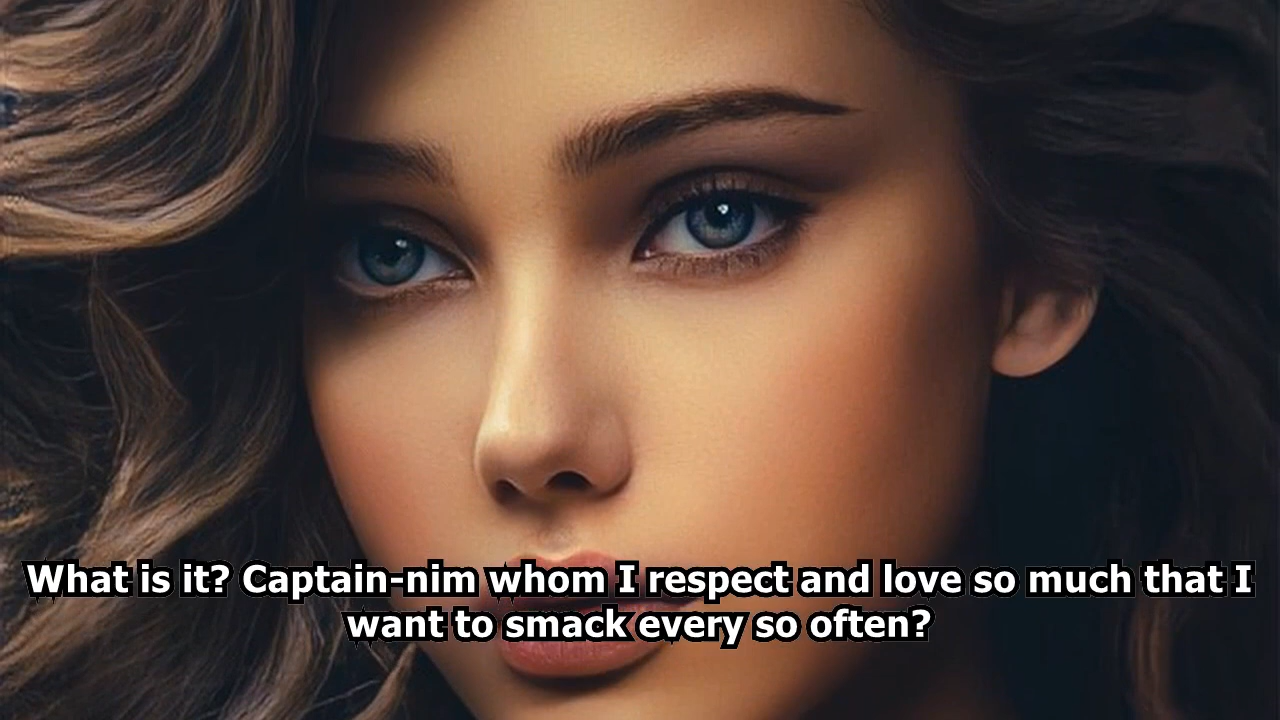 What is it? Captain-nim whom I respect and love so much that I
want to smack every so often?